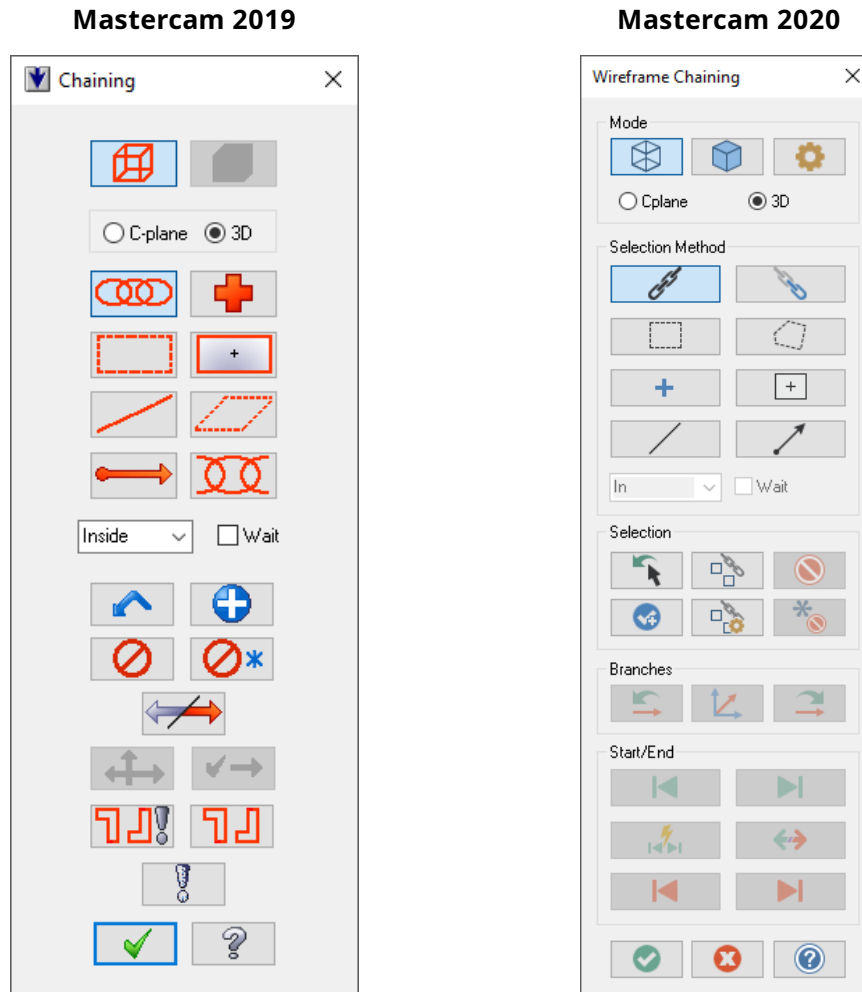 Mastercam 2019
Chaining
C-plane 3D
Inside Wait
Mastercam 2020
Wireframe Chaining
Mode
Cplane 3D
Selection Method
In Wait
Selection
Branches
Start/End